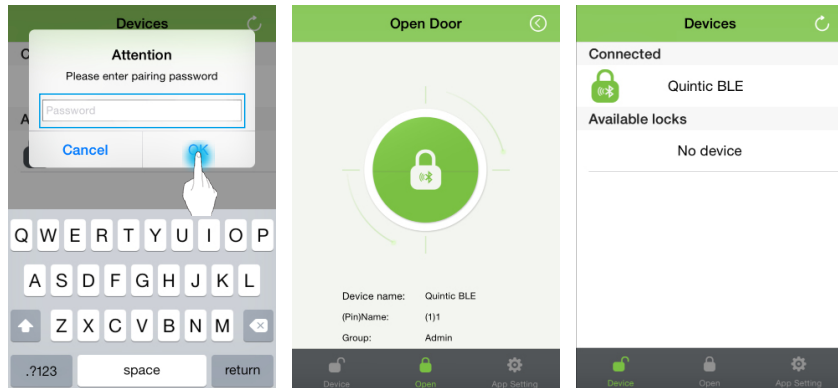 Devices
C
Attention
Please enter pairing password
Password
A
Cancel
OK
Q W E R T Y U I O P
A S D F G H J K L
Z X C V B N M
.?123
space
return
Open Door
Device name: Quintic BLE
(Pin)Name: (1)1
Group: Admin
Device
Open
App Setting
Devices
Connected
Quintic BLE
Available locks
No device
Device
Open
App Setting